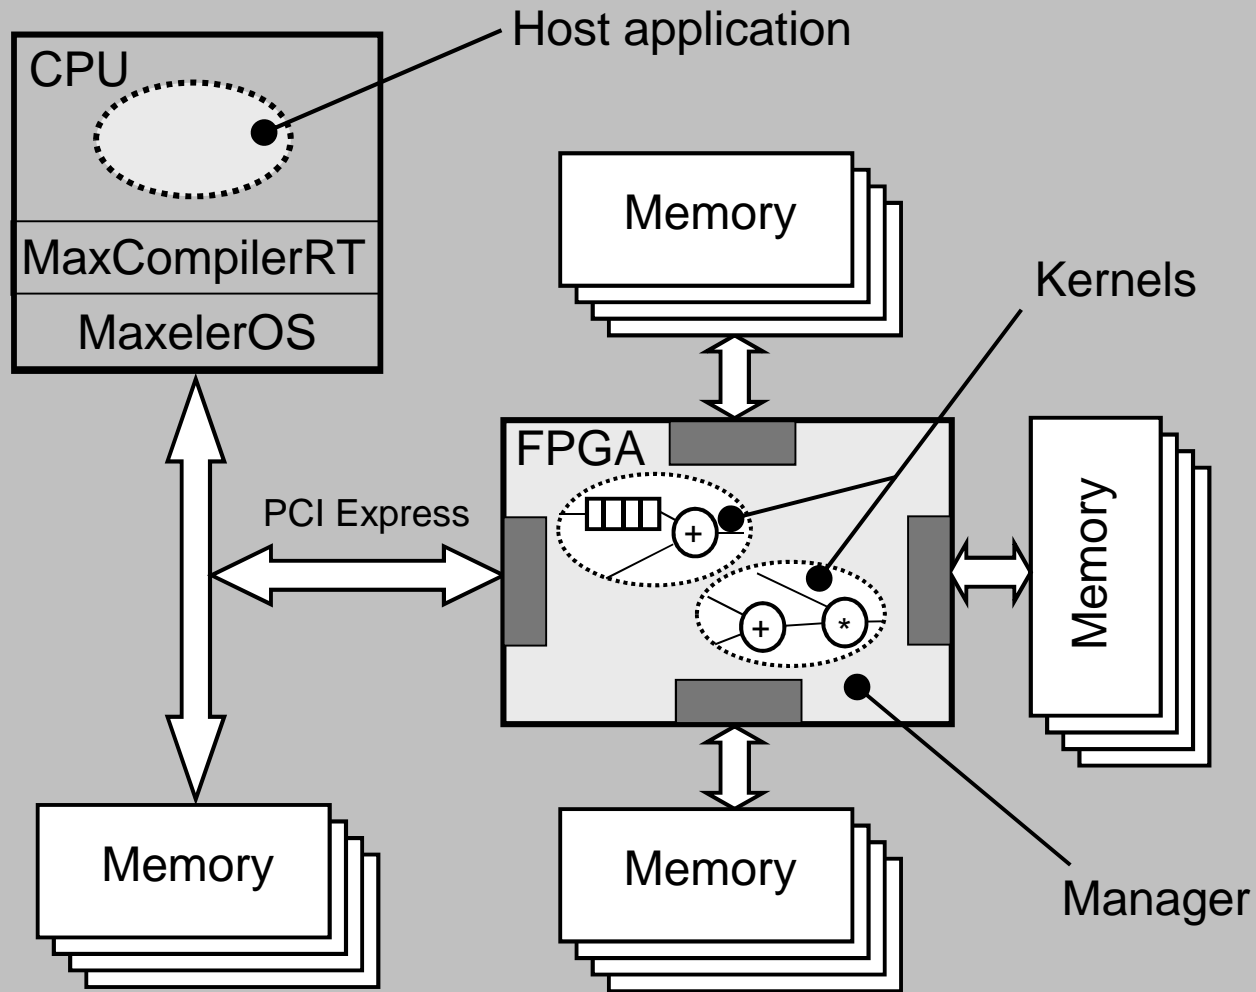 Host application
CPU
MaxCompilerRT
MaxelerOS
Memory
Kernels
FPGA
PCI Express
+
+
*
Memory
Memory
Memory
Manager